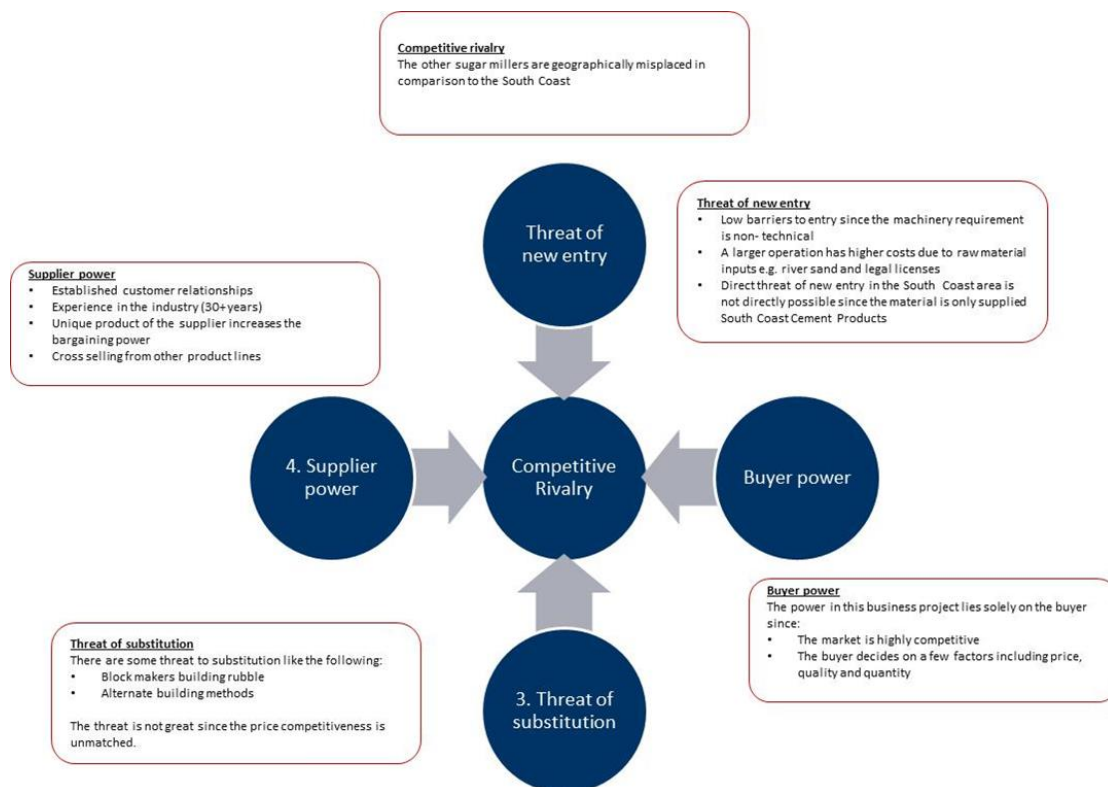 Competitive rivalry
The other sugar millers are geographically misplaced in
comparison to the South Coast
Threat of
new entry
Threat of new entry
• Low barriers to entry since the machinery requirement
is non- technical
• A larger operation has higher costs due to raw material
inputs e.g. river sand and legal licenses
• Direct threat of new entry in the South Coast area is
not directly possible since the material is only supplied
South Coast Cement Products
Supplier power
• Established customer relationships
• Experience in the industry (30+years)
• Unique product of the supplier increases the
bargaining power
• Cross selling from other product lines
4. Supplier
power
Competitive
Rivalry
Buyer power
Buyer power
The power in this business project lies solely on the buyer
since:
• The market is highly competitive
• The buyer decides on a few factors including price,
quality and quantity
Threat of substitution
There are some threat to substitution like the following:
• Block makers building rubble
• Alternate building methods
The threat is not great since the price competitiveness is
unmatched.
3. Threat of
substitution